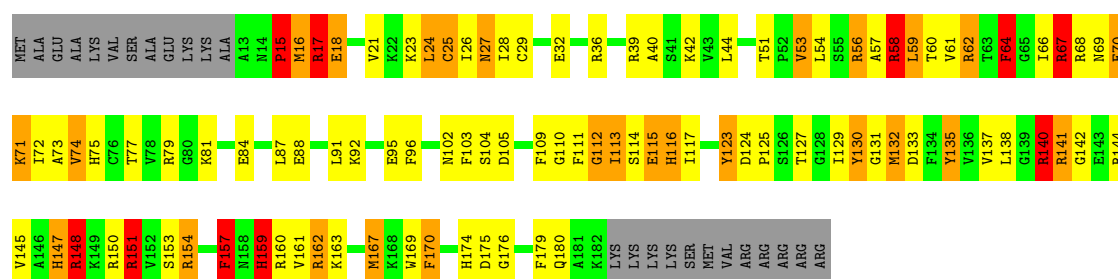 MET ALA GLU ALA ALA LYS VAL SER ALA GLU LYS LYS ALA A13 N14 P15 M16 R17 E18 V21 K22 K23 L24 C25 I26 N27 I28 C29 E32 R36 R39 A40 S41 K42 V43 L44 T51 P52 V53 L54 S55 R56 A57 R58 L59 T60 V61 R62 T63 F64 G65 I66 R67 R68 N69 E70
K71 I72 A73 V74 H75 C76 T77 V78 R79 G80 K81 E84 L87 E88 L91 K92 E95 F96 N102 F103 S104 D105 F109 G110 F111 G112 I113 S114 E115 H116 I117 Y123 D124 P125 S126 T127 G128 I129 Y130 G131 M132 D133 F134 Y135 V136 V137 L138 G139 R140 R141 G142 E143 R144
V145 A146 H147 R148 K149 R150 R151 V152 S153 R154 F157 N158 H159 R160 V161 R162 K163 M167 K168 W169 F170 H174 D175 G176 F179 Q180 A181 K182 LYS LYS LYS LYS SER MET VAL ARG ARG ARG ARG ARG